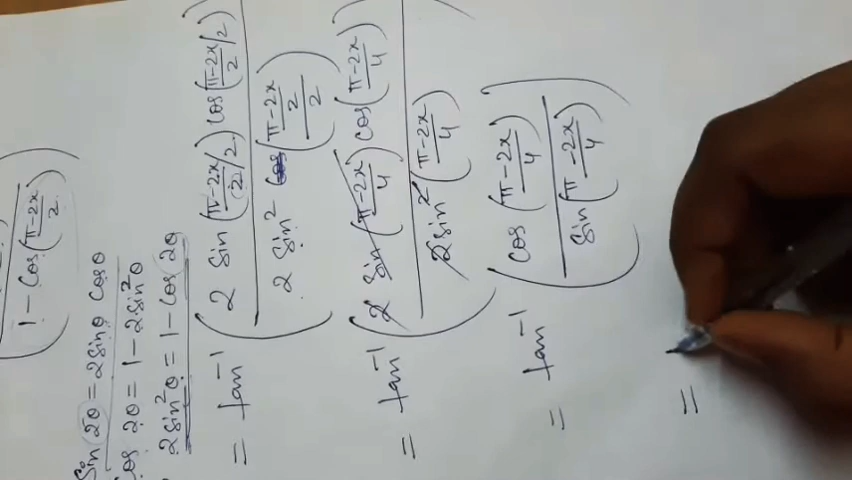 1 - cos((π-2x)/2))
Sin(2θ) = 2 sinθ cosθ
Cos 2θ = 1 - 2sin²θ
2sin²θ = 1 - cos 2θ
= tan⁻¹ (2 sin((π-2x/2)/2) cos((π-2x/2)/2) / 2 sin² ((π-2x)/2 / 2))
= tan⁻¹ (2 sin((π-2x)/4) cos((π-2x)/4) / 2 sin² ((π-2x)/4))
= tan⁻¹ (cos((π-2x)/4) / sin((π-2x)/4))
=